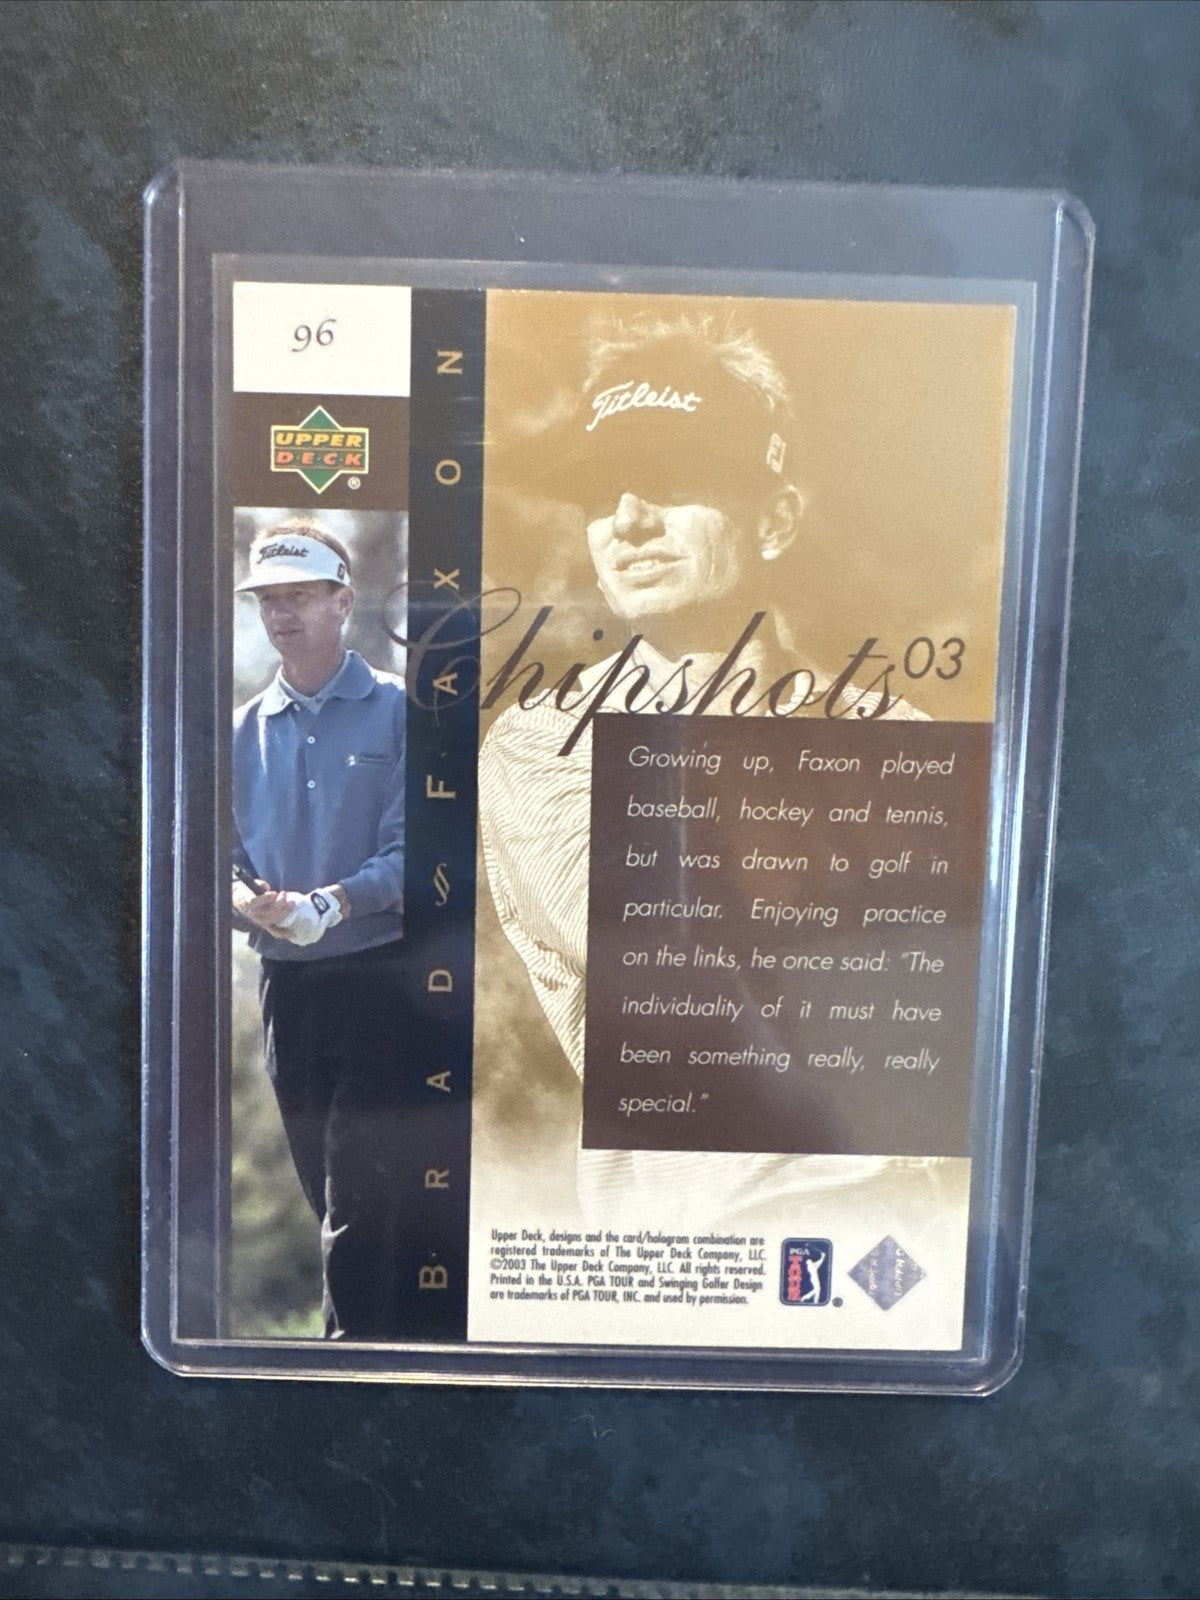 96
UPPER
D·E·C·K
®
BRAD § FAXON
Titleist
Titleist
Chipshots 03
Growing up, Faxon played
baseball, hockey and tennis,
but was drawn to golf in
particular. Enjoying practice
on the links, he once said: "The
individuality of it must have
been something really, really
special."
Upper Deck, designs and the card/hologram combination are
registered trademarks of The Upper Deck Company, LLC.
©2003 The Upper Deck Company, LLC. All rights reserved.
Printed in the U.S.A. PGA TOUR and Swinging Golfer Design
are trademarks of PGA TOUR, INC. and used by permission.
PGA
TOUR
®